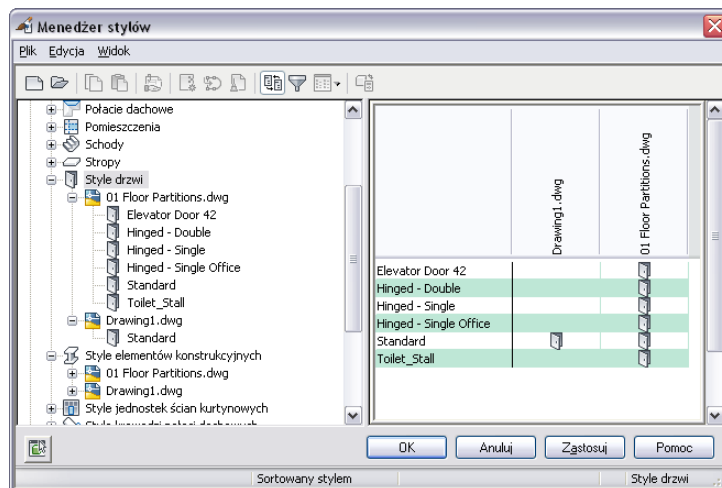 Menedżer stylów
Plik Edycja Widok
Połacie dachowe
Pomieszczenia
Schody
Stropy
Style drzwi
01 Floor Partitions.dwg
Elevator Door 42
Hinged - Double
Hinged - Single
Hinged - Single Office
Standard
Toilet_Stall
Drawing1.dwg
Standard
Style elementów konstrukcyjnych
01 Floor Partitions.dwg
Drawing1.dwg
Style jednostek ścian kurtynowych
Drawing1.dwg
01 Floor Partitions.dwg
Elevator Door 42
Hinged - Double
Hinged - Single
Hinged - Single Office
Standard
Toilet_Stall
OK Anuluj Zastosuj Pomoc
Sortowany stylem Style drzwi